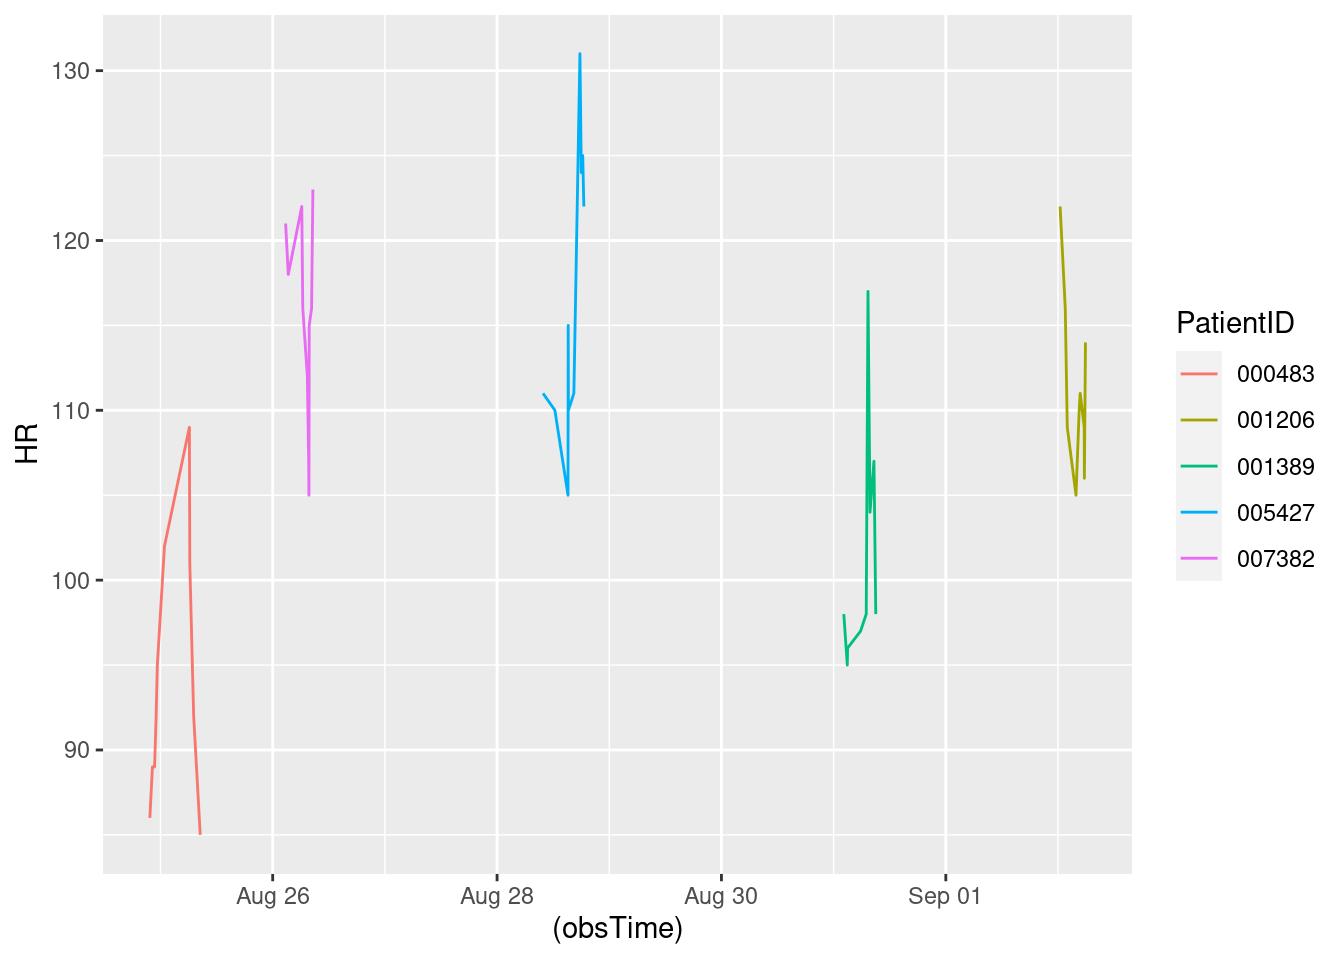 HR
130
120
110
100
90
Aug 26
Aug 28
Aug 30
Sep 01
(obsTime)
PatientID
000483
001206
001389
005427
007382